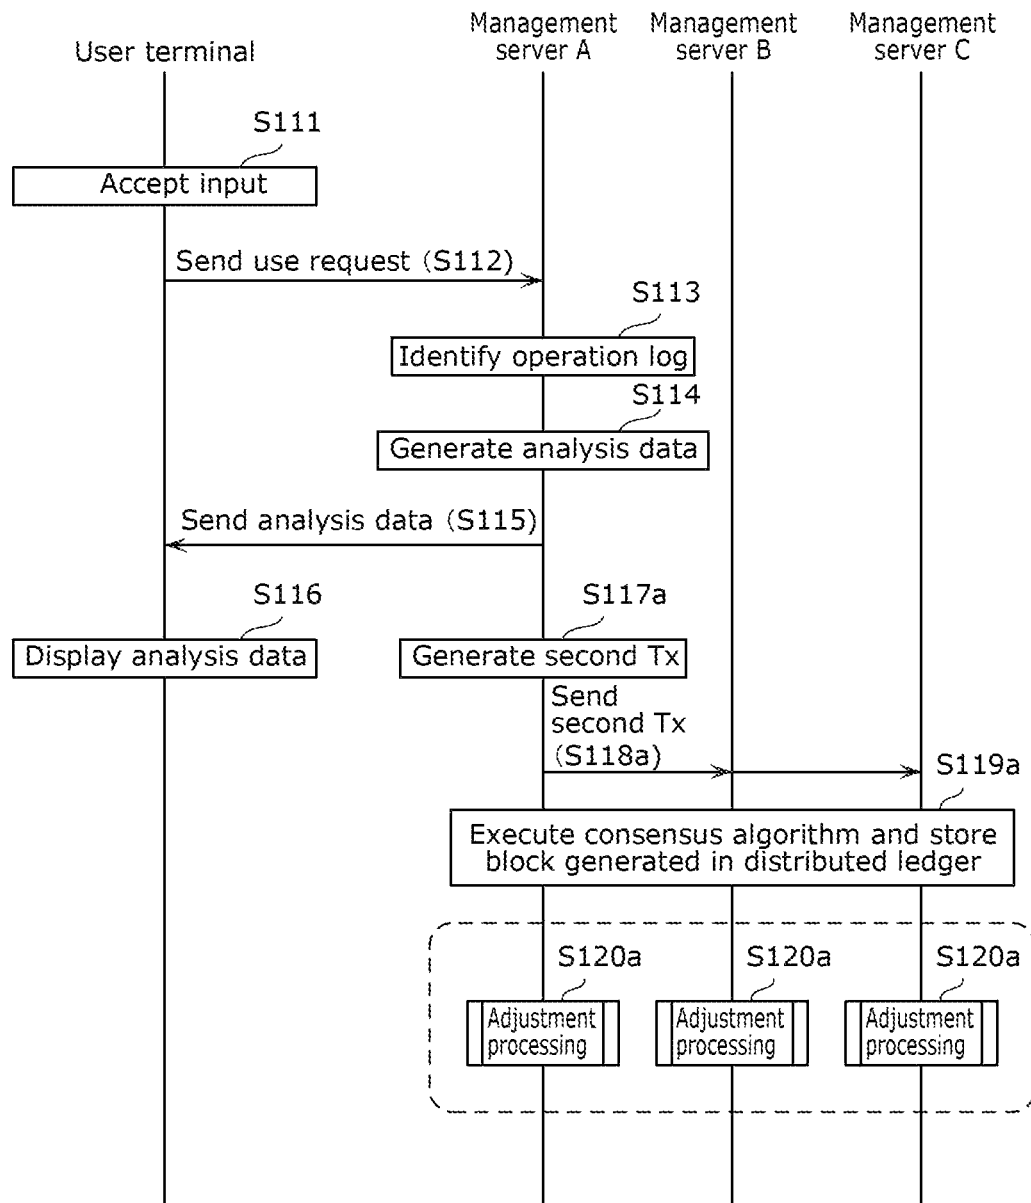 User terminal
Management
server A
Management
server B
Management
server C
S111
Accept input
Send use request (S112)
S113
Identify operation log
S114
Generate analysis data
Send analysis data (S115)
S116
Display analysis data
S117a
Generate second Tx
Send
second Tx
(S118a)
S119a
Execute consensus algorithm and store
block generated in distributed ledger
S120a
Adjustment
processing
S120a
Adjustment
processing
S120a
Adjustment
processing